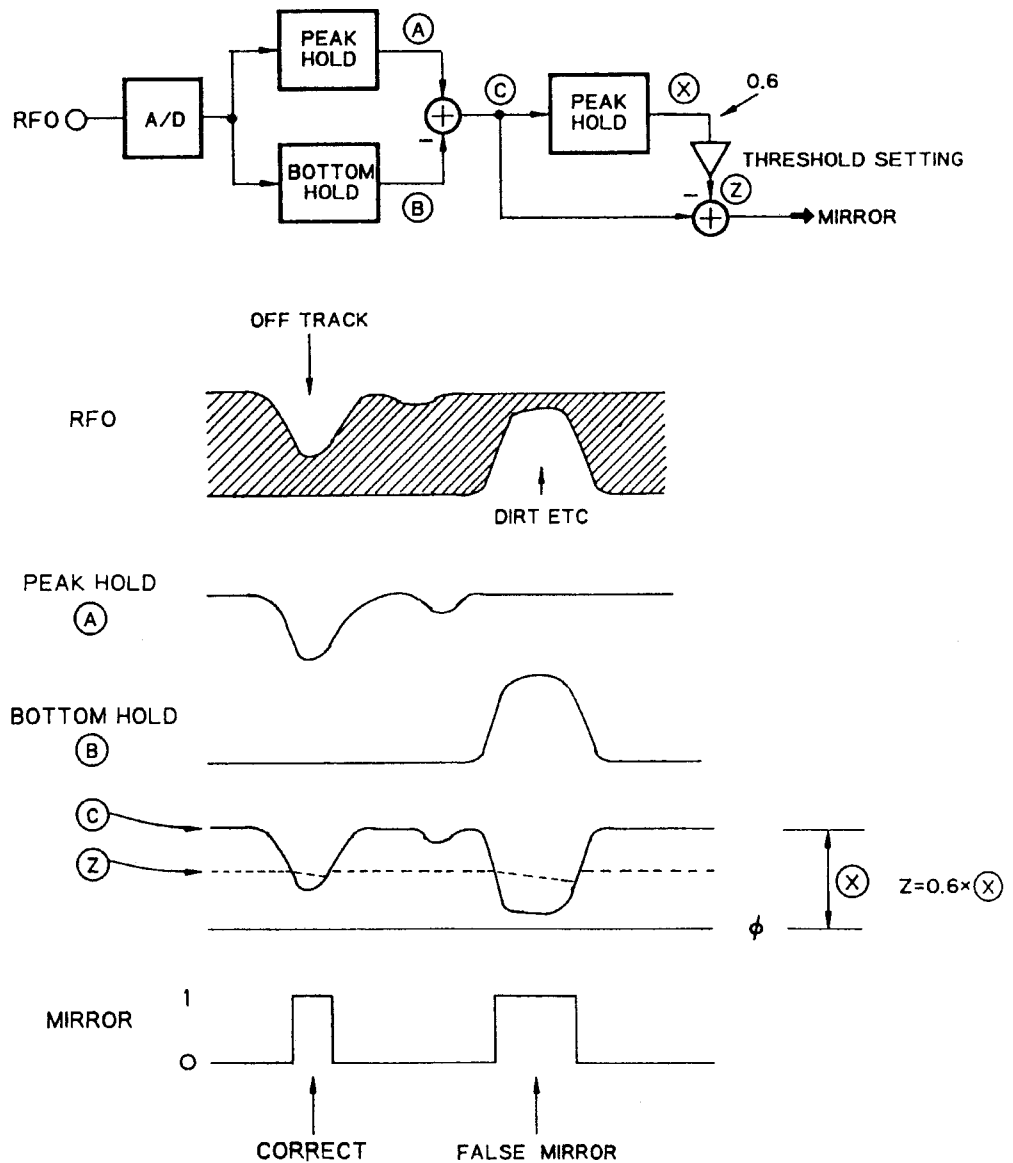 PEAK
HOLD
Ⓐ
Ⓒ
PEAK
HOLD
Ⓧ
0.6
RFO
A/D
+
−
BOTTOM
HOLD
Ⓑ
THRESHOLD SETTING
−
Ⓩ
+
MIRROR
OFF TRACK
RFO
DIRT ETC
PEAK HOLD
Ⓐ
BOTTOM HOLD
Ⓑ
Ⓒ
Ⓩ
Ⓧ
Z=0.6×Ⓧ
ϕ
MIRROR
1
0
CORRECT
FALSE MIRROR